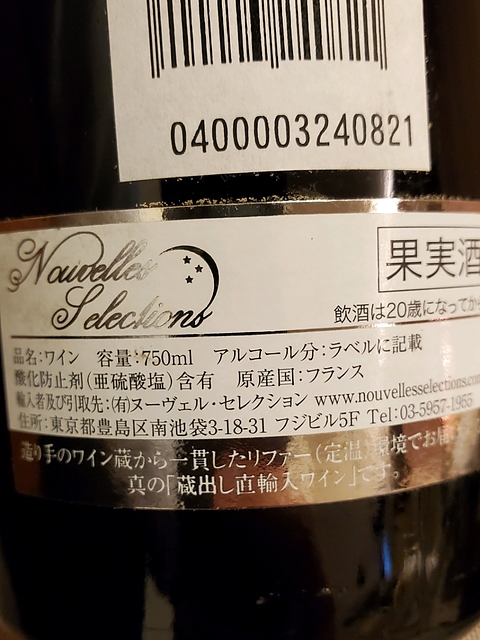 0400003240821
Nouvelles
Selections
果実酒
飲酒は20歳になってから
品名:ワイン 容量:750ml アルコール分:ラベルに記載
酸化防止剤(亜硫酸塩)含有 原産国:フランス
輸入者及び引取先:(有)ヌーヴェル・セレクション www.nouvellesselections.com
住所:東京都豊島区南池袋3-18-31 フジビル5F Tel:03-5957-1955
造り手のワイン蔵から一貫したリファー(定温)環境でお届
真の「蔵出し直輸入ワイン」です。